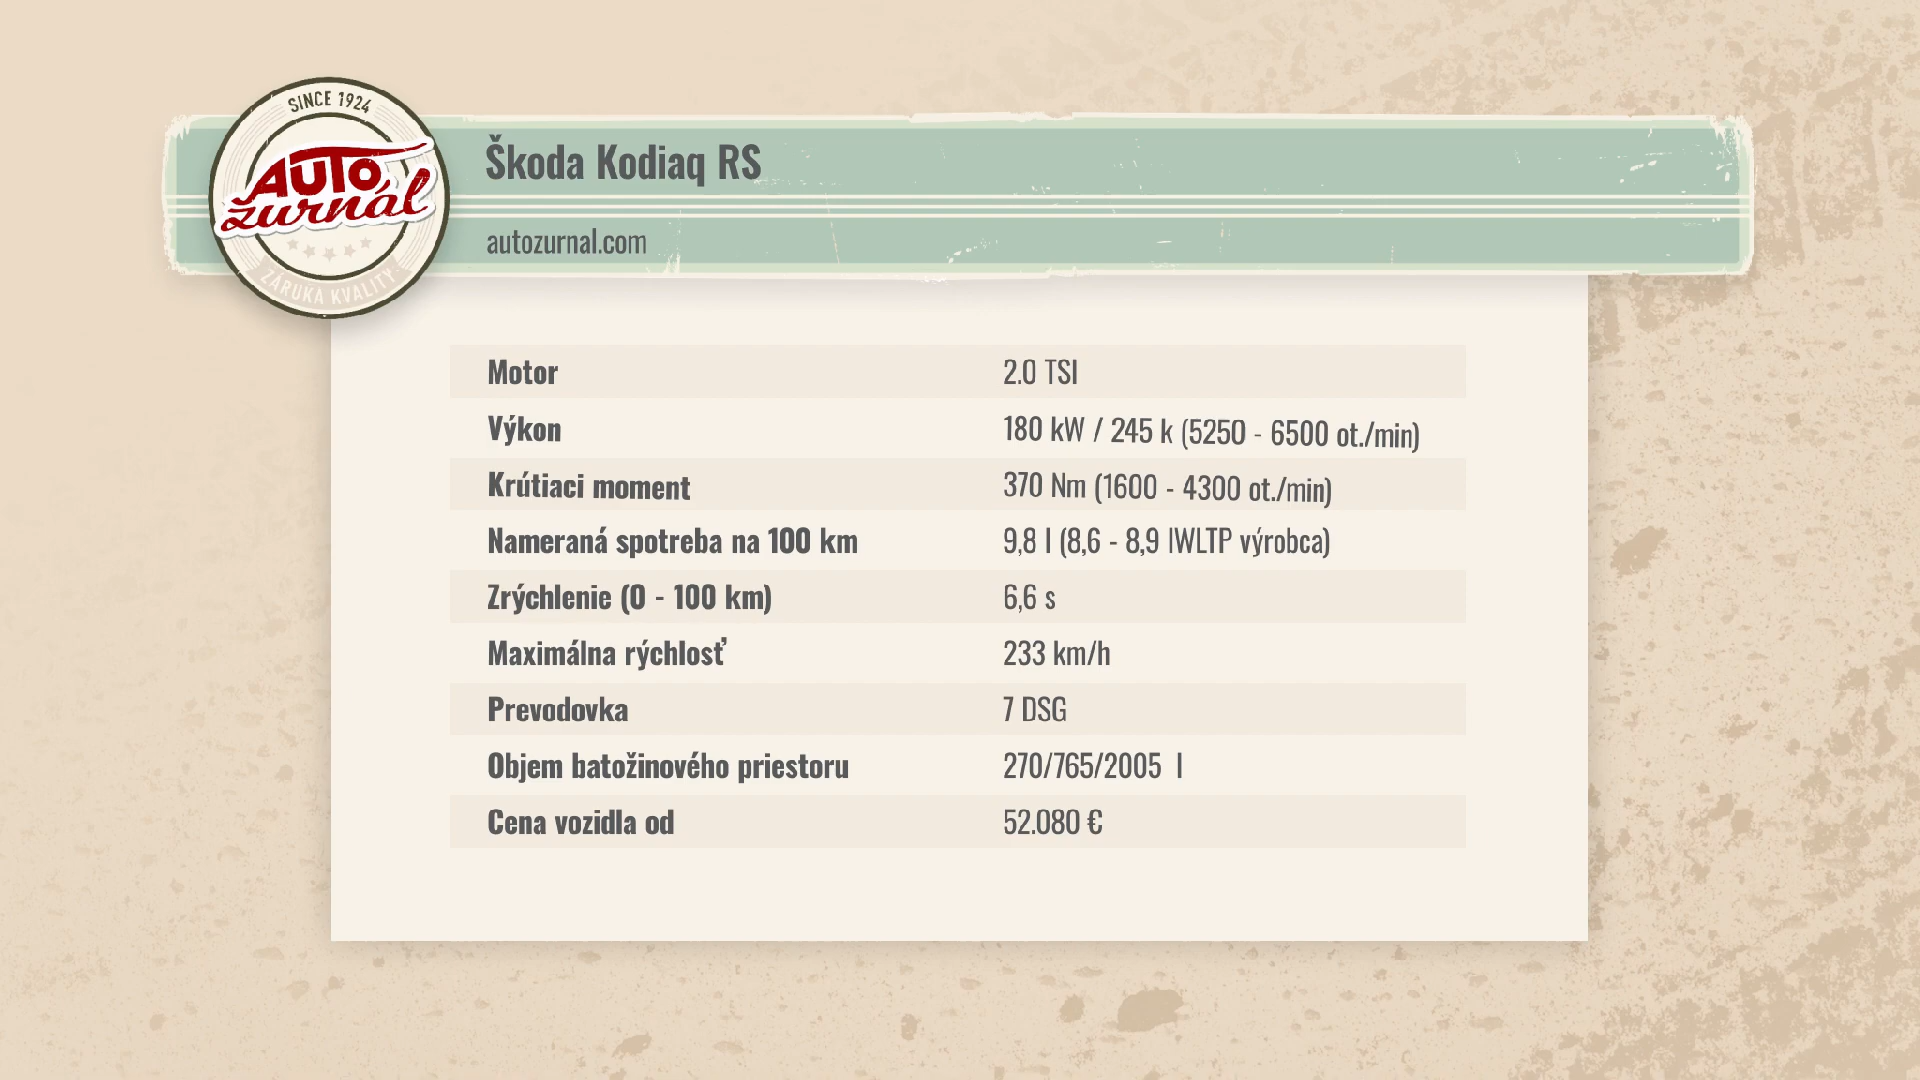 SINCE 1924
AUTO
žurnál
ZÁRUKA KVALITY
Škoda Kodiaq RS
autozurnal.com
Motor 2.0 TSI
Výkon 180 kW / 245 k (5250 - 6500 ot./min)
Krútiaci moment 370 Nm (1600 - 4300 ot./min)
Nameraná spotreba na 100 km 9,8 l (8,6 - 8,9 lWLTP výrobca)
Zrýchlenie (0 - 100 km) 6,6 s
Maximálna rýchlosť 233 km/h
Prevodovka 7 DSG
Objem batožinového priestoru 270/765/2005 l
Cena vozidla od 52.080 €